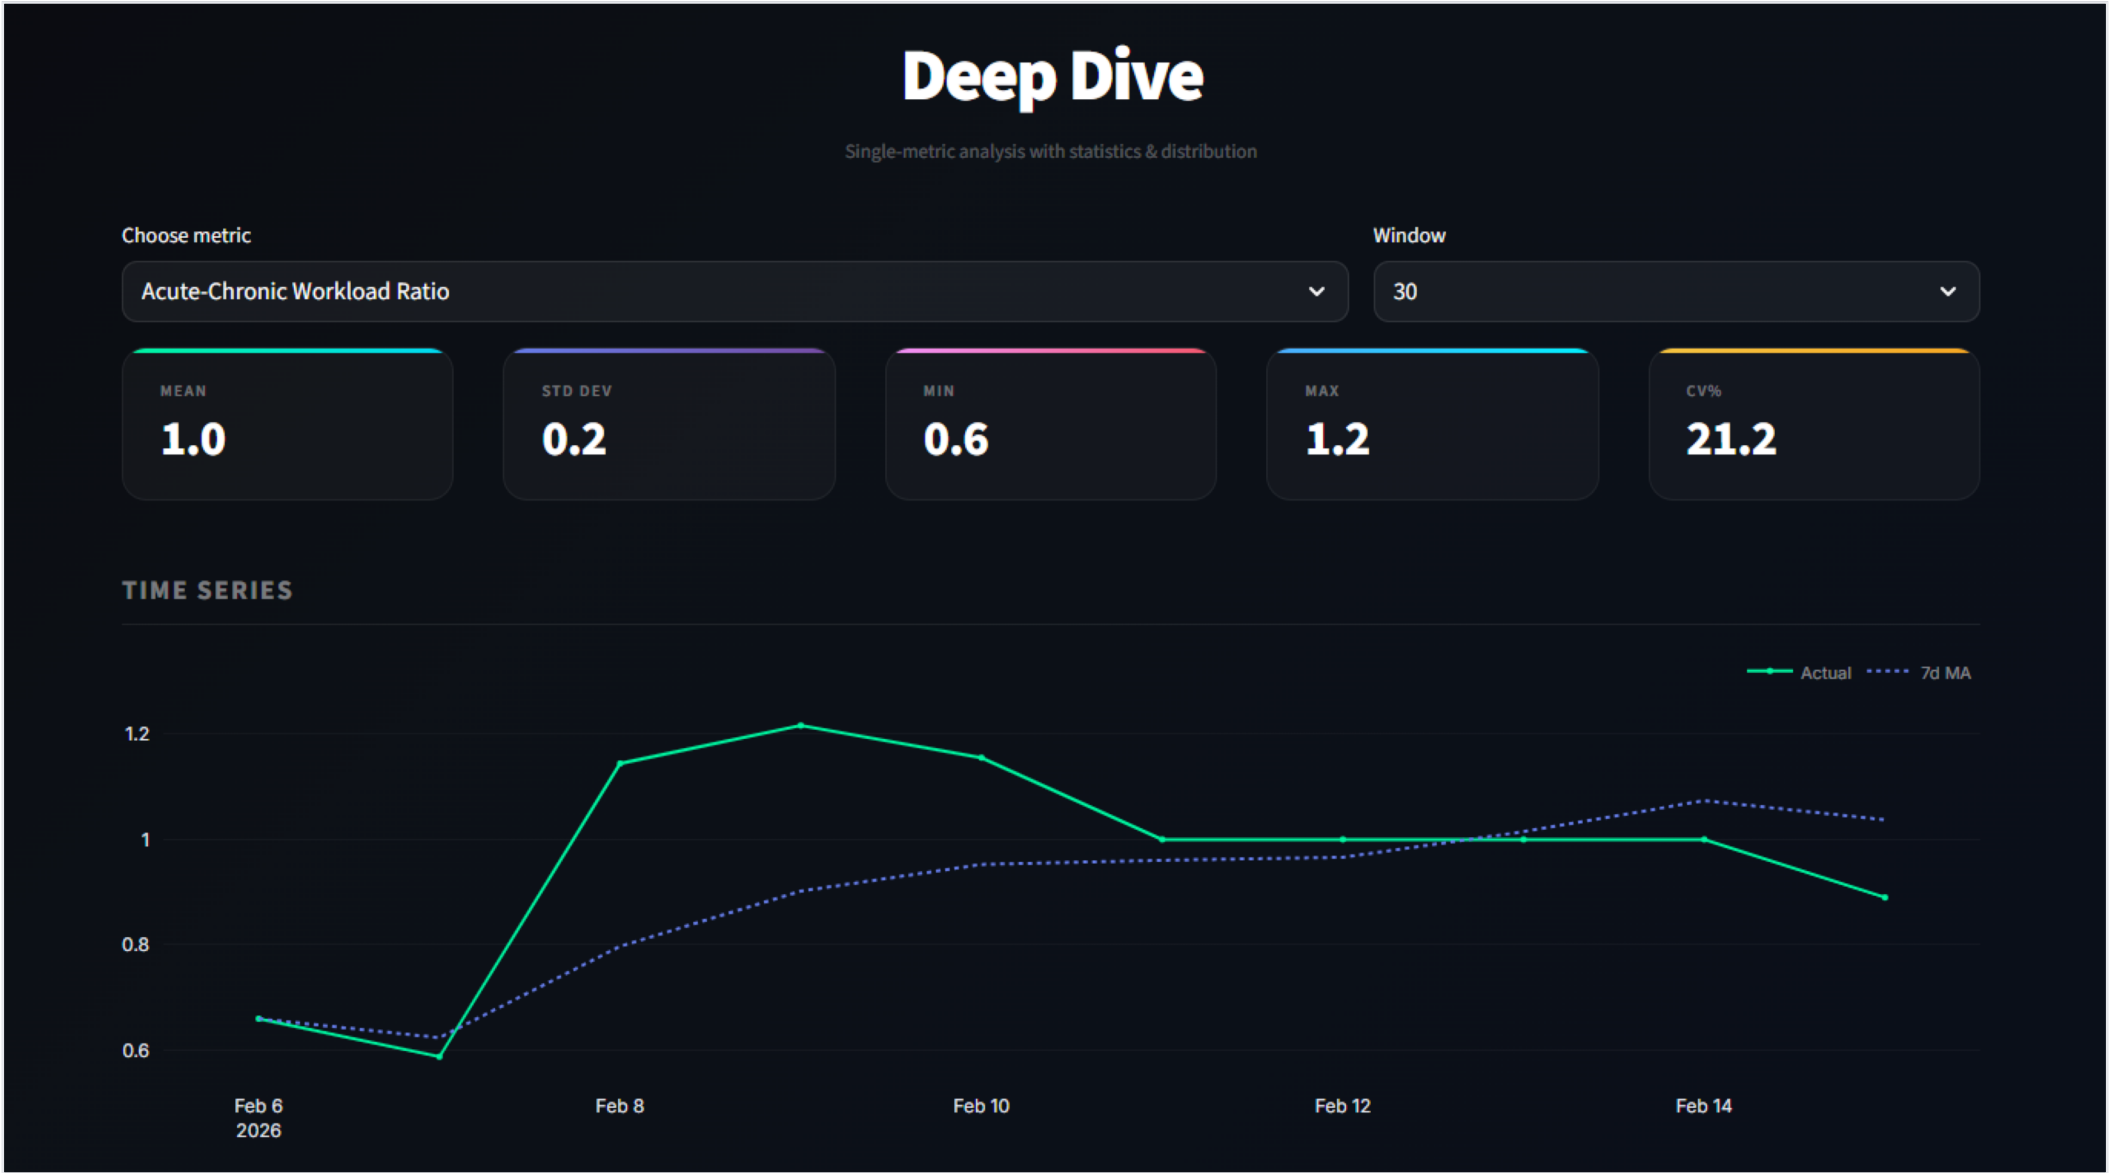 Deep Dive
Single-metric analysis with statistics & distribution
Choose metric
Window
Acute-Chronic Workload Ratio
30
MEAN
1.0
STD DEV
0.2
MIN
0.6
MAX
1.2
CV%
21.2
TIME SERIES
Actual
7d MA
1.2
1
0.8
0.6
Feb 6
2026
Feb 8
Feb 10
Feb 12
Feb 14